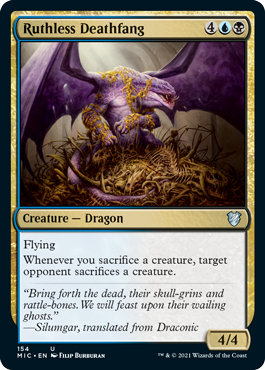 Ruthless Deathfang 4
Creature — Dragon
Flying
Whenever you sacrifice a creature, target
opponent sacrifices a creature.
“Bring forth the dead, their skull-grins and
rattle-bones. We will feast upon their wailing
ghosts.”
—Silumgar, translated from Draconic
4/4
154 U
MIC • EN Filip Burburan ™ & © 2021 Wizards of the Coast